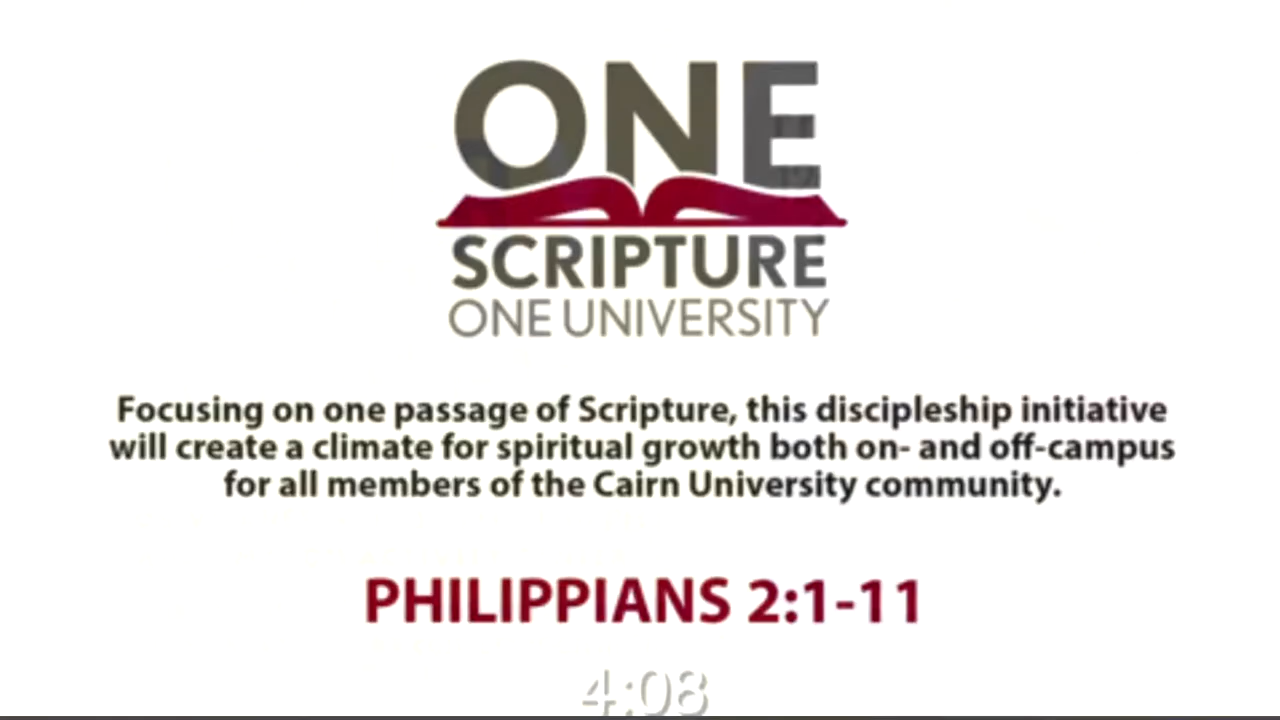 ONE
SCRIPTURE
ONE UNIVERSITY
Focusing on one passage of Scripture, this discipleship initiative
will create a climate for spiritual growth both on- and off-campus
for all members of the Cairn University community.
PHILIPPIANS 2:1-11
4:08